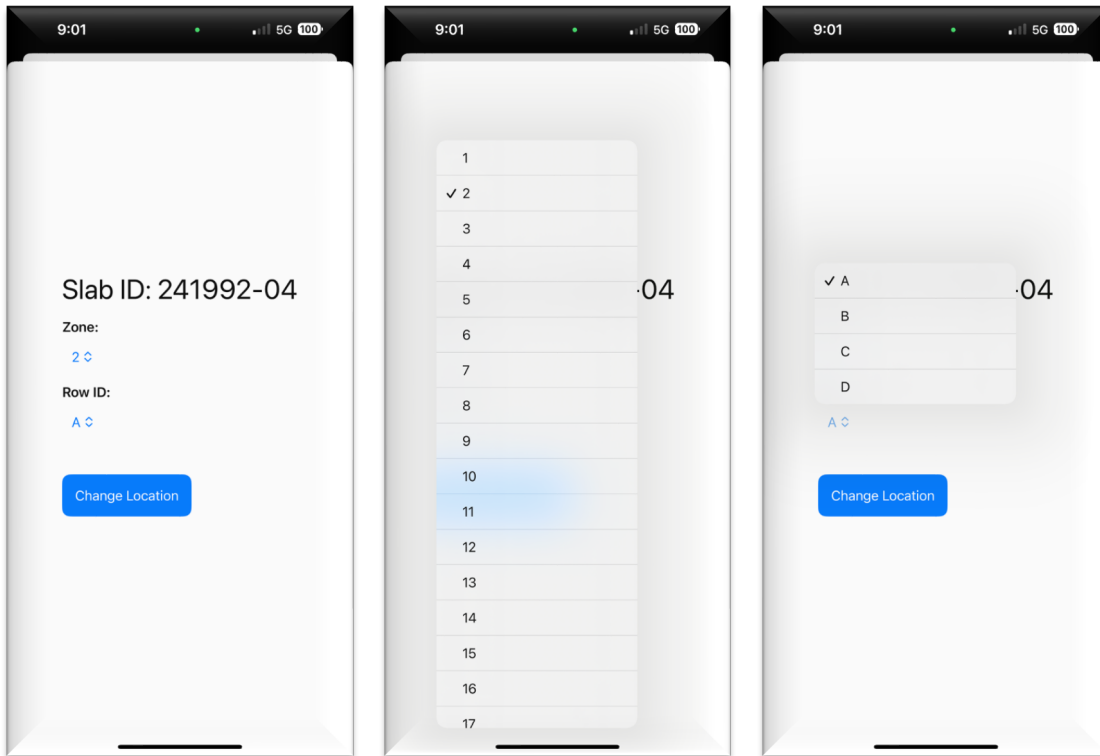 9:01
5G 100
Slab ID: 241992-04
Zone:
2
Row ID:
A
Change Location
9:01
5G 100
1
✓ 2
3
4
5
6
7
8
9
10
11
12
13
14
15
16
17
-04
9:01
5G 100
✓ A
B
C
D
-04
A
Change Location